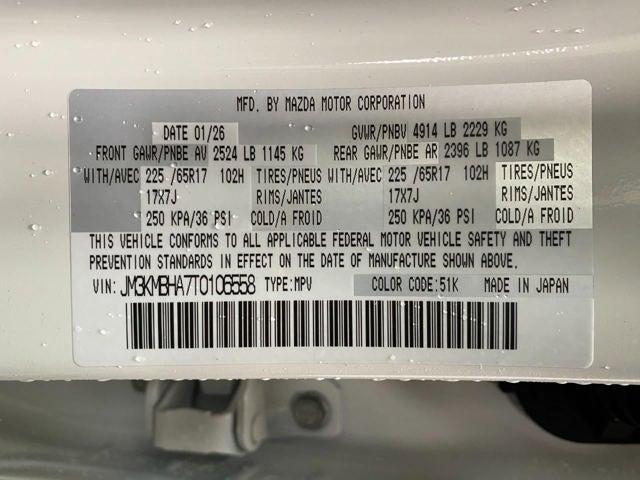 MFD. BY MAZDA MOTOR CORPORATION
DATE 01/26 GVWR/PNBV 4914 LB 2229 KG
FRONT GAWR/PNBE AV 2524 LB 1145 KG REAR GAWR/PNBE AR 2396 LB 1087 KG
WITH/AVEC 225 /65R17 102H TIRES/PNEUS WITH/AVEC 225 /65R17 102H TIRES/PNEUS
17X7J RIMS/JANTES 17X7J RIMS/JANTES
250 KPA/36 PSI COLD/A FROID 250 KPA/36 PSI COLD/A FROID
THIS VEHICLE CONFORMS TO ALL APPLICABLE FEDERAL MOTOR VEHICLE SAFETY AND THEFT
PREVENTION STANDARDS IN EFFECT ON THE DATE OF MANUFACTURE SHOWN ABOVE.
VIN: JM3KMBHA7T0106558 TYPE:MPV COLOR CODE:51K MADE IN JAPAN